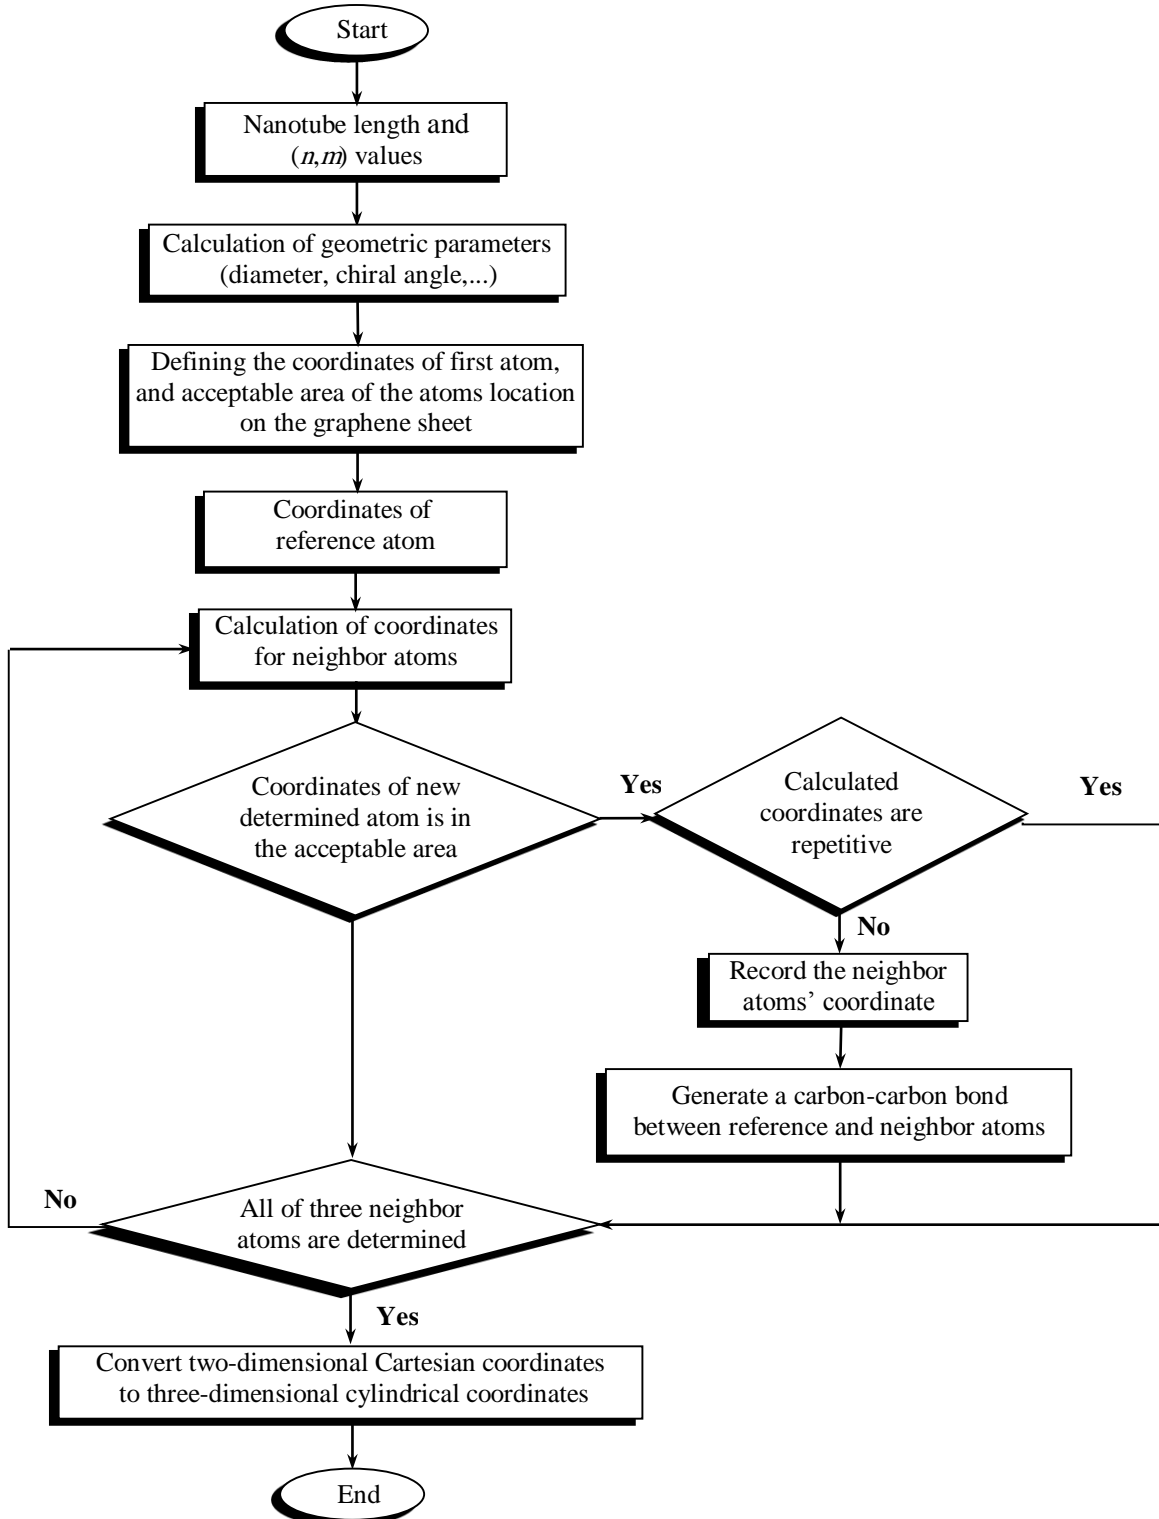 Start
Nanotube length and
(n,m) values
Calculation of geometric parameters
(diameter, chiral angle,...)
Defining the coordinates of first atom,
and acceptable area of the atoms location
on the graphene sheet
Coordinates of
reference atom
Calculation of coordinates
for neighbor atoms
Coordinates of new
determined atom is in
the acceptable area
Yes
Calculated
coordinates are
repetitive
Yes
No
Record the neighbor
atoms’ coordinate
Generate a carbon-carbon bond
between reference and neighbor atoms
No
All of three neighbor
atoms are determined
Yes
Convert two-dimensional Cartesian coordinates
to three-dimensional cylindrical coordinates
End